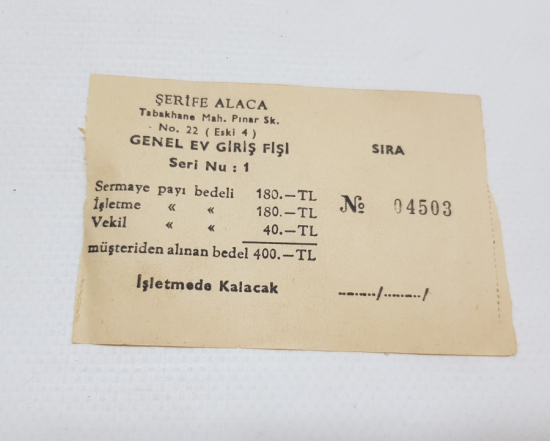 ŞERİFE ALACA
Tabakhane Mah. Pınar Sk.
No. 22 ( Eski 4 )
GENEL EV GİRİŞ FİŞİ
Seri Nu : 1
SIRA
№ 04503
Sermaye payı bedeli 180.—TL
İşletme « « 180.—TL
Vekil « « 40.—TL
müşteriden alınan bedel 400.—TL
İşletmede Kalacak
......../......../